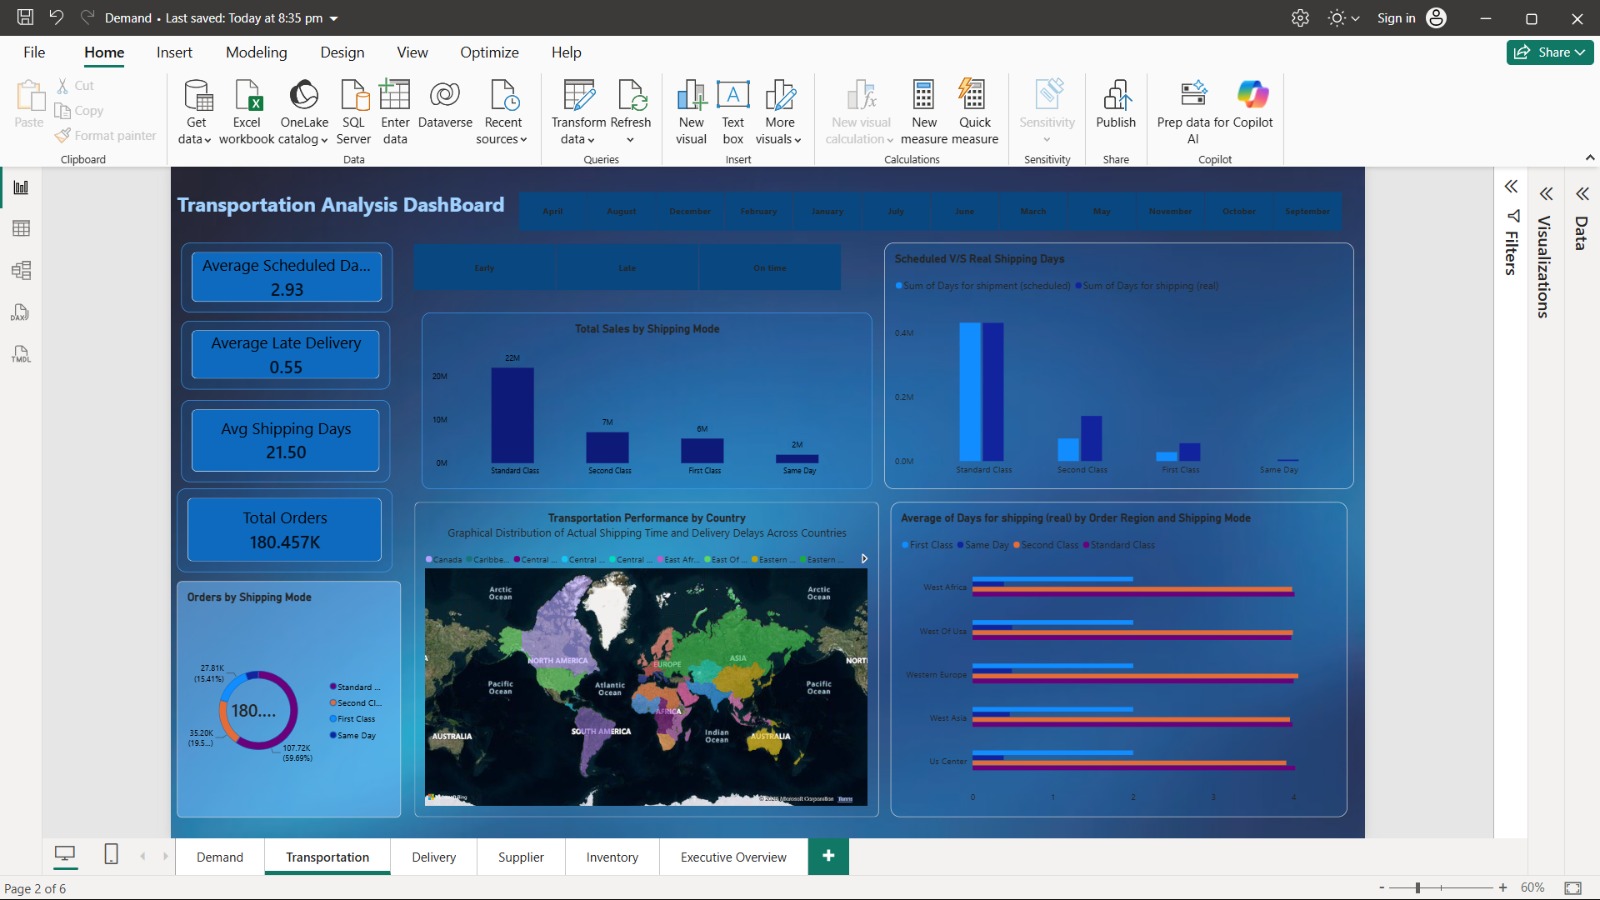 Demand • Last saved: Today at 8:35 pm
Sign in
File Home Insert Modeling Design View Optimize Help
Share
Paste
Cut
Copy
Format painter
Clipboard
Get data
Excel workbook
OneLake catalog
SQL Server
Enter data
Dataverse
Recent sources
Data
Transform data
Refresh
Queries
New visual
Text box
More visuals
Insert
New visual calculation
New measure
Quick measure
Calculations
Sensitivity
Sensitivity
Publish
Share
Prep data for AI
Copilot
Copilot
DAX
TMDL
Filters
Visualizations
Data
Transportation Analysis DashBoard
April August December February January July June March May November October September
Average Scheduled Da...
2.93
Average Late Delivery
0.55
Avg Shipping Days
21.50
Total Orders
180.457K
Early Late On time
Total Sales by Shipping Mode
20M
10M
0M
22M
7M
6M
2M
Standard Class Second Class First Class Same Day
Scheduled V/S Real Shipping Days
Sum of Days for shipment (scheduled) Sum of Days for shipping (real)
0.4M
0.2M
0.0M
Standard Class Second Class First Class Same Day
Orders by Shipping Mode
27.81K
(15.41%)
35.20K
(19.5...)
107.72K
(59.69%)
180....
Standard ...
Second Cl...
First Class
Same Day
Transportation Performance by Country
Graphical Distribution of Actual Shipping Time and Delivery Delays Across Countries
Canada Caribbe... Central ... Central ... Central ... East Afr... East Of ... Eastern ... Eastern ...
Arctic Ocean
Arctic Ocean
NORTH AMERICA
EUROPE
ASIA
NORT
Pacific Ocean
Atlantic Ocean
Pacific Ocean
AFRICA
AUSTRALIA
SOUTH AMERICA
Indian Ocean
AUSTRALIA
Microsoft Corporation Terms
Average of Days for shipping (real) by Order Region and Shipping Mode
First Class Same Day Second Class Standard Class
West Africa
West Of Usa
Western Europe
West Asia
Us Center
0 1 2 3 4
Demand Transportation Delivery Supplier Inventory Executive Overview +
Page 2 of 6
- + 60%